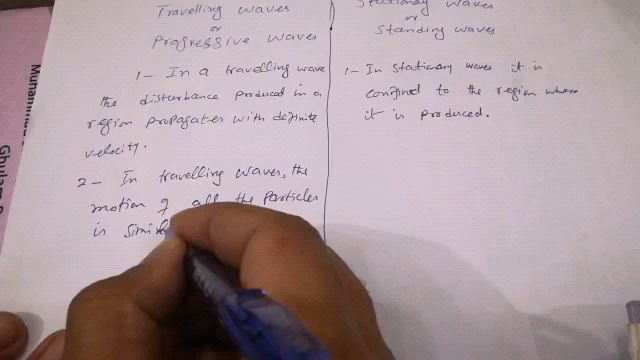 Travelling waves
or
Progressive waves
1- In a travelling wave
the disturbance produced in a
region propagates with definite
velocity.
2- In travelling waves, the
motion of all the particles
is
Stationary waves
or
Standing waves
1- In stationary waves it is
confined to the region where
it is produced.